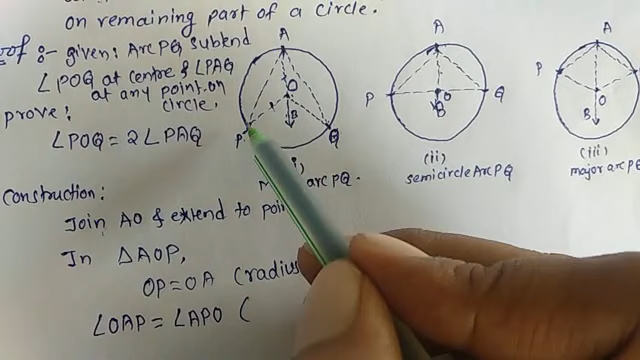 on remaining part of a circle.
of :- given: Arc PQ subtend
∠POQ at centre & ∠PAQ
at any point on
circle.
prove:
∠POQ = 2∠PAQ
A
O
B
P
Q
i)
arc PQ.
A
P
O
Q
B
(ii)
semicircle Arc PQ
A
P
O
B
(iii)
major arc PQ
Construction:
Join AO & extend to poin
In ΔAOP,
OP = OA (radius
∠OAP = ∠APO (